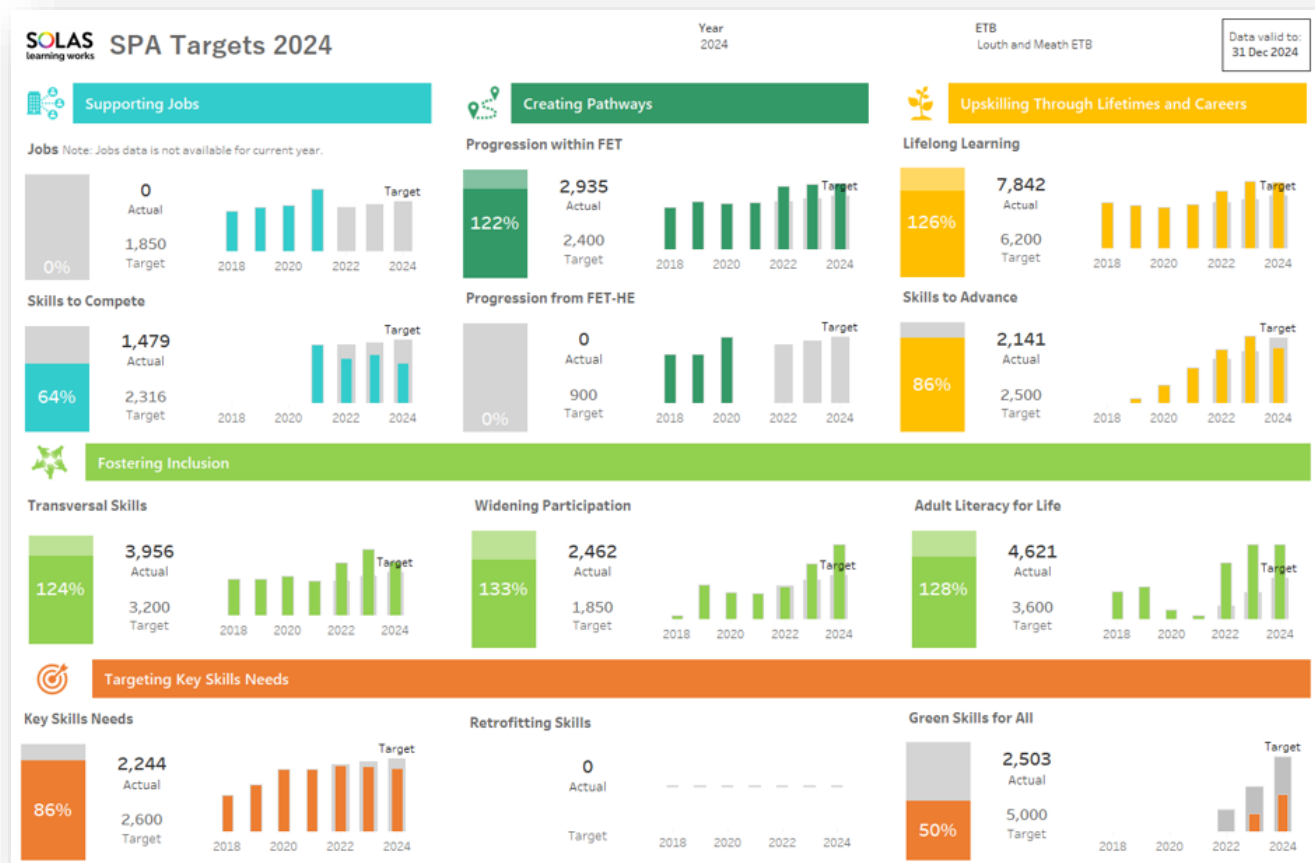 SOLAS
learning works
SPA Targets 2024
Year
2024
ETB
Louth and Meath ETB
Data valid to:
31 Dec 2024
Supporting Jobs
Creating Pathways
Upskilling Through Lifetimes and Careers
Jobs Note: Jobs data is not available for current year.
0%
0
Actual
1,850
Target
Target
2018 2020 2022 2024
Progression within FET
122%
2,935
Actual
2,400
Target
Target
2018 2020 2022 2024
Lifelong Learning
126%
7,842
Actual
6,200
Target
Target
2018 2020 2022 2024
Skills to Compete
64%
1,479
Actual
2,316
Target
Target
2018 2020 2022 2024
Progression from FET-HE
0%
0
Actual
900
Target
Target
2018 2020 2022 2024
Skills to Advance
86%
2,141
Actual
2,500
Target
Target
2018 2020 2022 2024
Fostering Inclusion
Transversal Skills
124%
3,956
Actual
3,200
Target
Target
2018 2020 2022 2024
Widening Participation
133%
2,462
Actual
1,850
Target
Target
2018 2020 2022 2024
Adult Literacy for Life
128%
4,621
Actual
3,600
Target
Target
2018 2020 2022 2024
Targeting Key Skills Needs
Key Skills Needs
86%
2,244
Actual
2,600
Target
Target
2018 2020 2022 2024
Retrofitting Skills
0
Actual
Target
2018 2020 2022 2024
Green Skills for All
50%
2,503
Actual
5,000
Target
Target
2018 2020 2022 2024